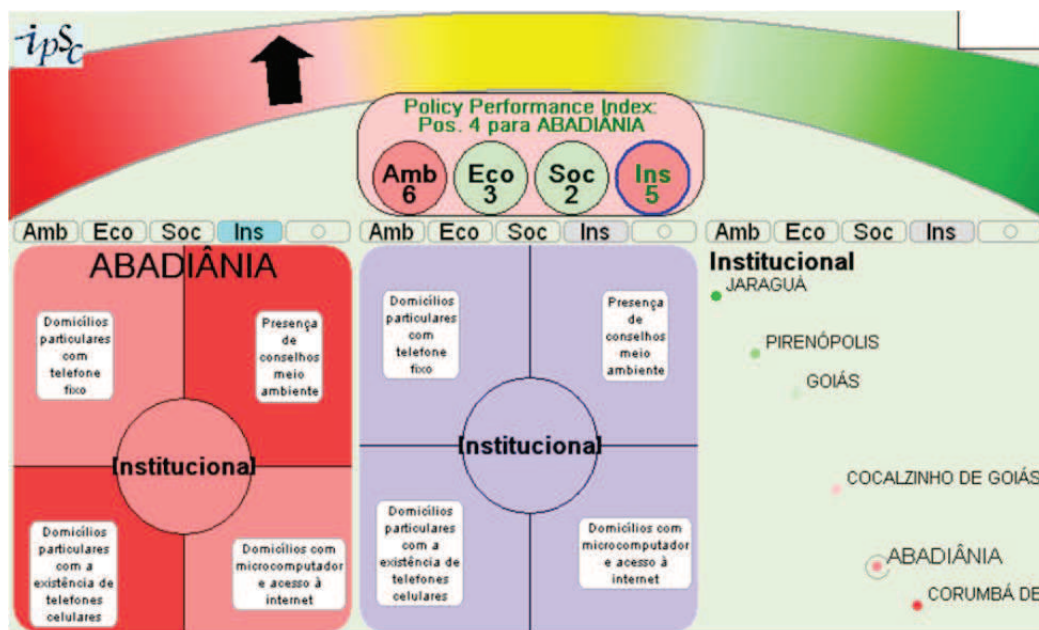 ipsc
Policy Performance Index:
Pos. 4 para ABADIÂNIA
Amb
6
Eco
3
Soc
2
Ins
5
Amb Eco Soc Ins
Amb Eco Soc Ins
Amb Eco Soc Ins
ABADIÂNIA
Domicílios
particulares
com
telefone
fixo
Presença
de
conselhos
meio
ambiente
Institucional
Domicílios
particulares
com a
existência de
telefones
celulares
Domicílios com
microcomputador
e acesso à
internet
Domicílios
particulares
com
telefone
fixo
Presença
de
conselhos
meio
ambiente
Institucional
Domicílios
particulares
com a
existência de
telefones
celulares
Domicílios com
microcomputador
e acesso à
internet
Institucional
JARAGUÁ
PIRENÓPOLIS
GOIÁS
COCALZINHO DE GOIÁS
ABADIÂNIA
CORUMBÁ DE